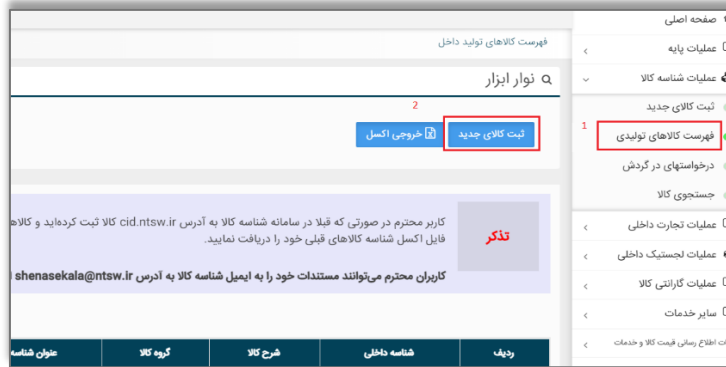 صفحه اصلی
عملیات پایه
عملیات شناسه کالا
ثبت کالای جدید
1
فهرست کالاهای تولیدی
درخواستهای در گردش
جستجوی کالا
عملیات تجارت داخلی
عملیات لجستیک داخلی
عملیات گارانتی کالا
سایر خدمات
اطلاع رسانی قیمت کالا و خدمات
فهرست کالاهای تولید داخل
نوار ابزار
2
ثبت کالای جدید
خروجی اکسل
تذکر
کاربر محترم در صورتی که قبلا در سامانه شناسه کالا به آدرس cid.ntsw.ir کالا ثبت کرده‌اید و
فایل اکسل شناسه کالاهای قبلی خود را دریافت نمایید.
کاربران محترم می‌توانند مستندات خود را به ایمیل شناسه کالا به آدرس shenasekala@ntsw.ir
ردیف
شناسه داخلی
شرح کالا
گروه کالا
عنوان شناسه